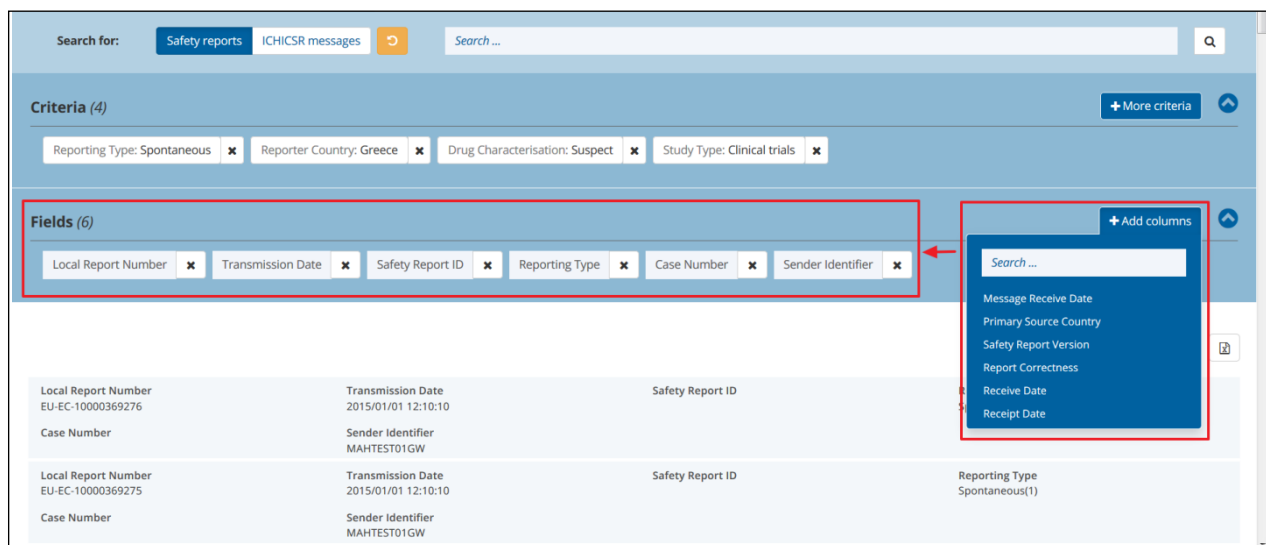 Search for: Safety reports ICHICSR messages Search ...
Criteria (4) + More criteria
Reporting Type: Spontaneous × Reporter Country: Greece × Drug Characterisation: Suspect × Study Type: Clinical trials ×
Fields (6) + Add columns
Local Report Number × Transmission Date × Safety Report ID × Reporting Type × Case Number × Sender Identifier ×
Search ...
Message Receive Date
Primary Source Country
Safety Report Version
Report Correctness
Receive Date
Receipt Date
Local Report Number Transmission Date Safety Report ID
EU-EC-10000369276 2015/01/01 12:10:10
Case Number Sender Identifier
MAHTEST01GW
Local Report Number Transmission Date Safety Report ID Reporting Type
EU-EC-10000369275 2015/01/01 12:10:10 Spontaneous(1)
Case Number Sender Identifier
MAHTEST01GW